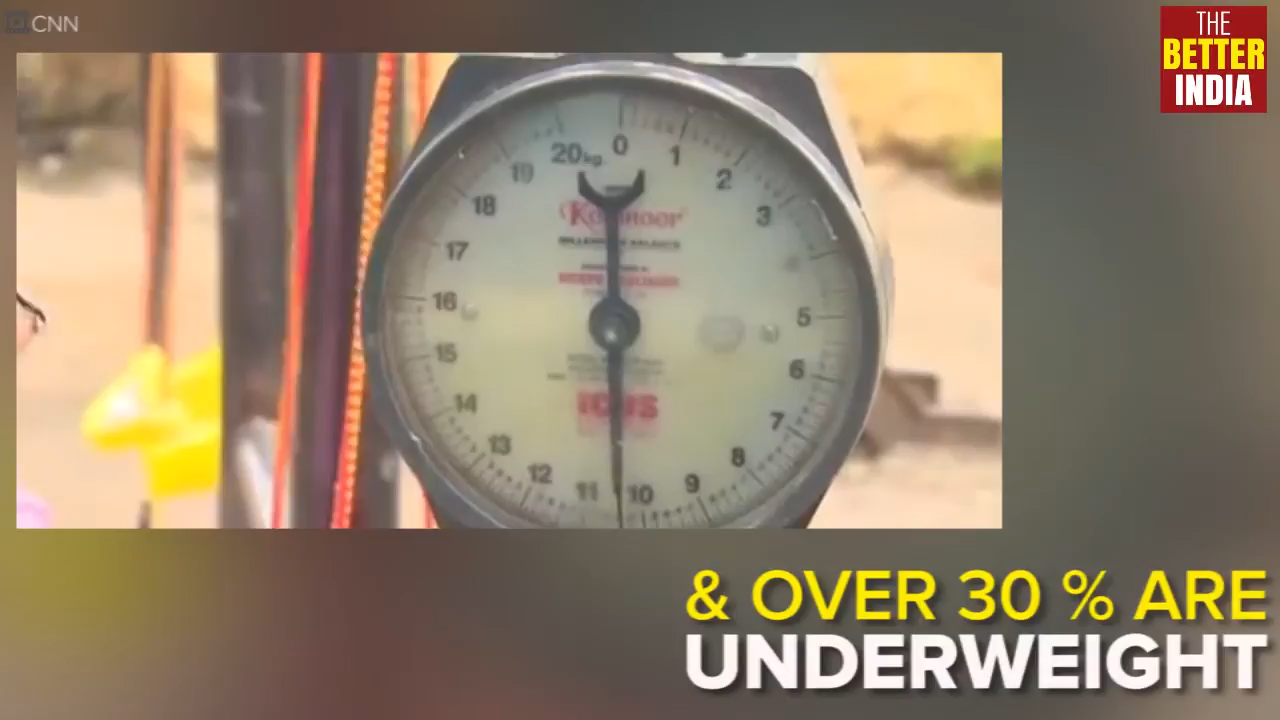 CNN
THE
BETTER
INDIA
20kg. 0 1
19 2
18 3
17
16 5
15 6
14 7
13 8
12 9
11 10
ICDS
& OVER 30 % ARE
UNDERWEIGHT